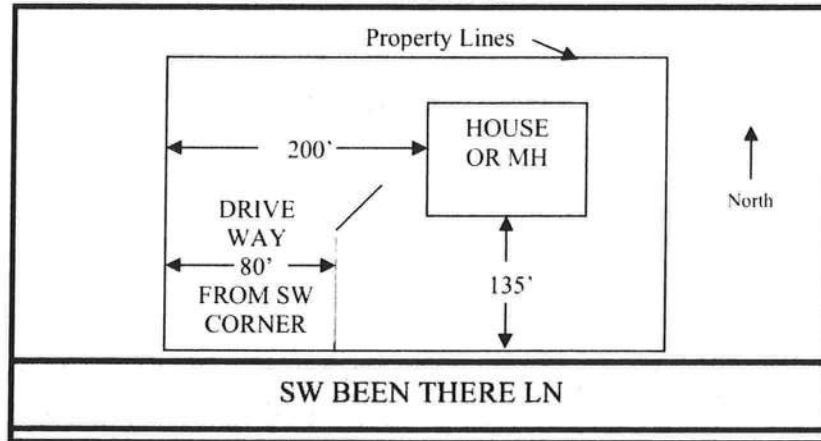 Property Lines
HOUSE
OR MH
200'
North
DRIVE
WAY
80'
FROM SW
CORNER
135'
SW BEEN THERE LN